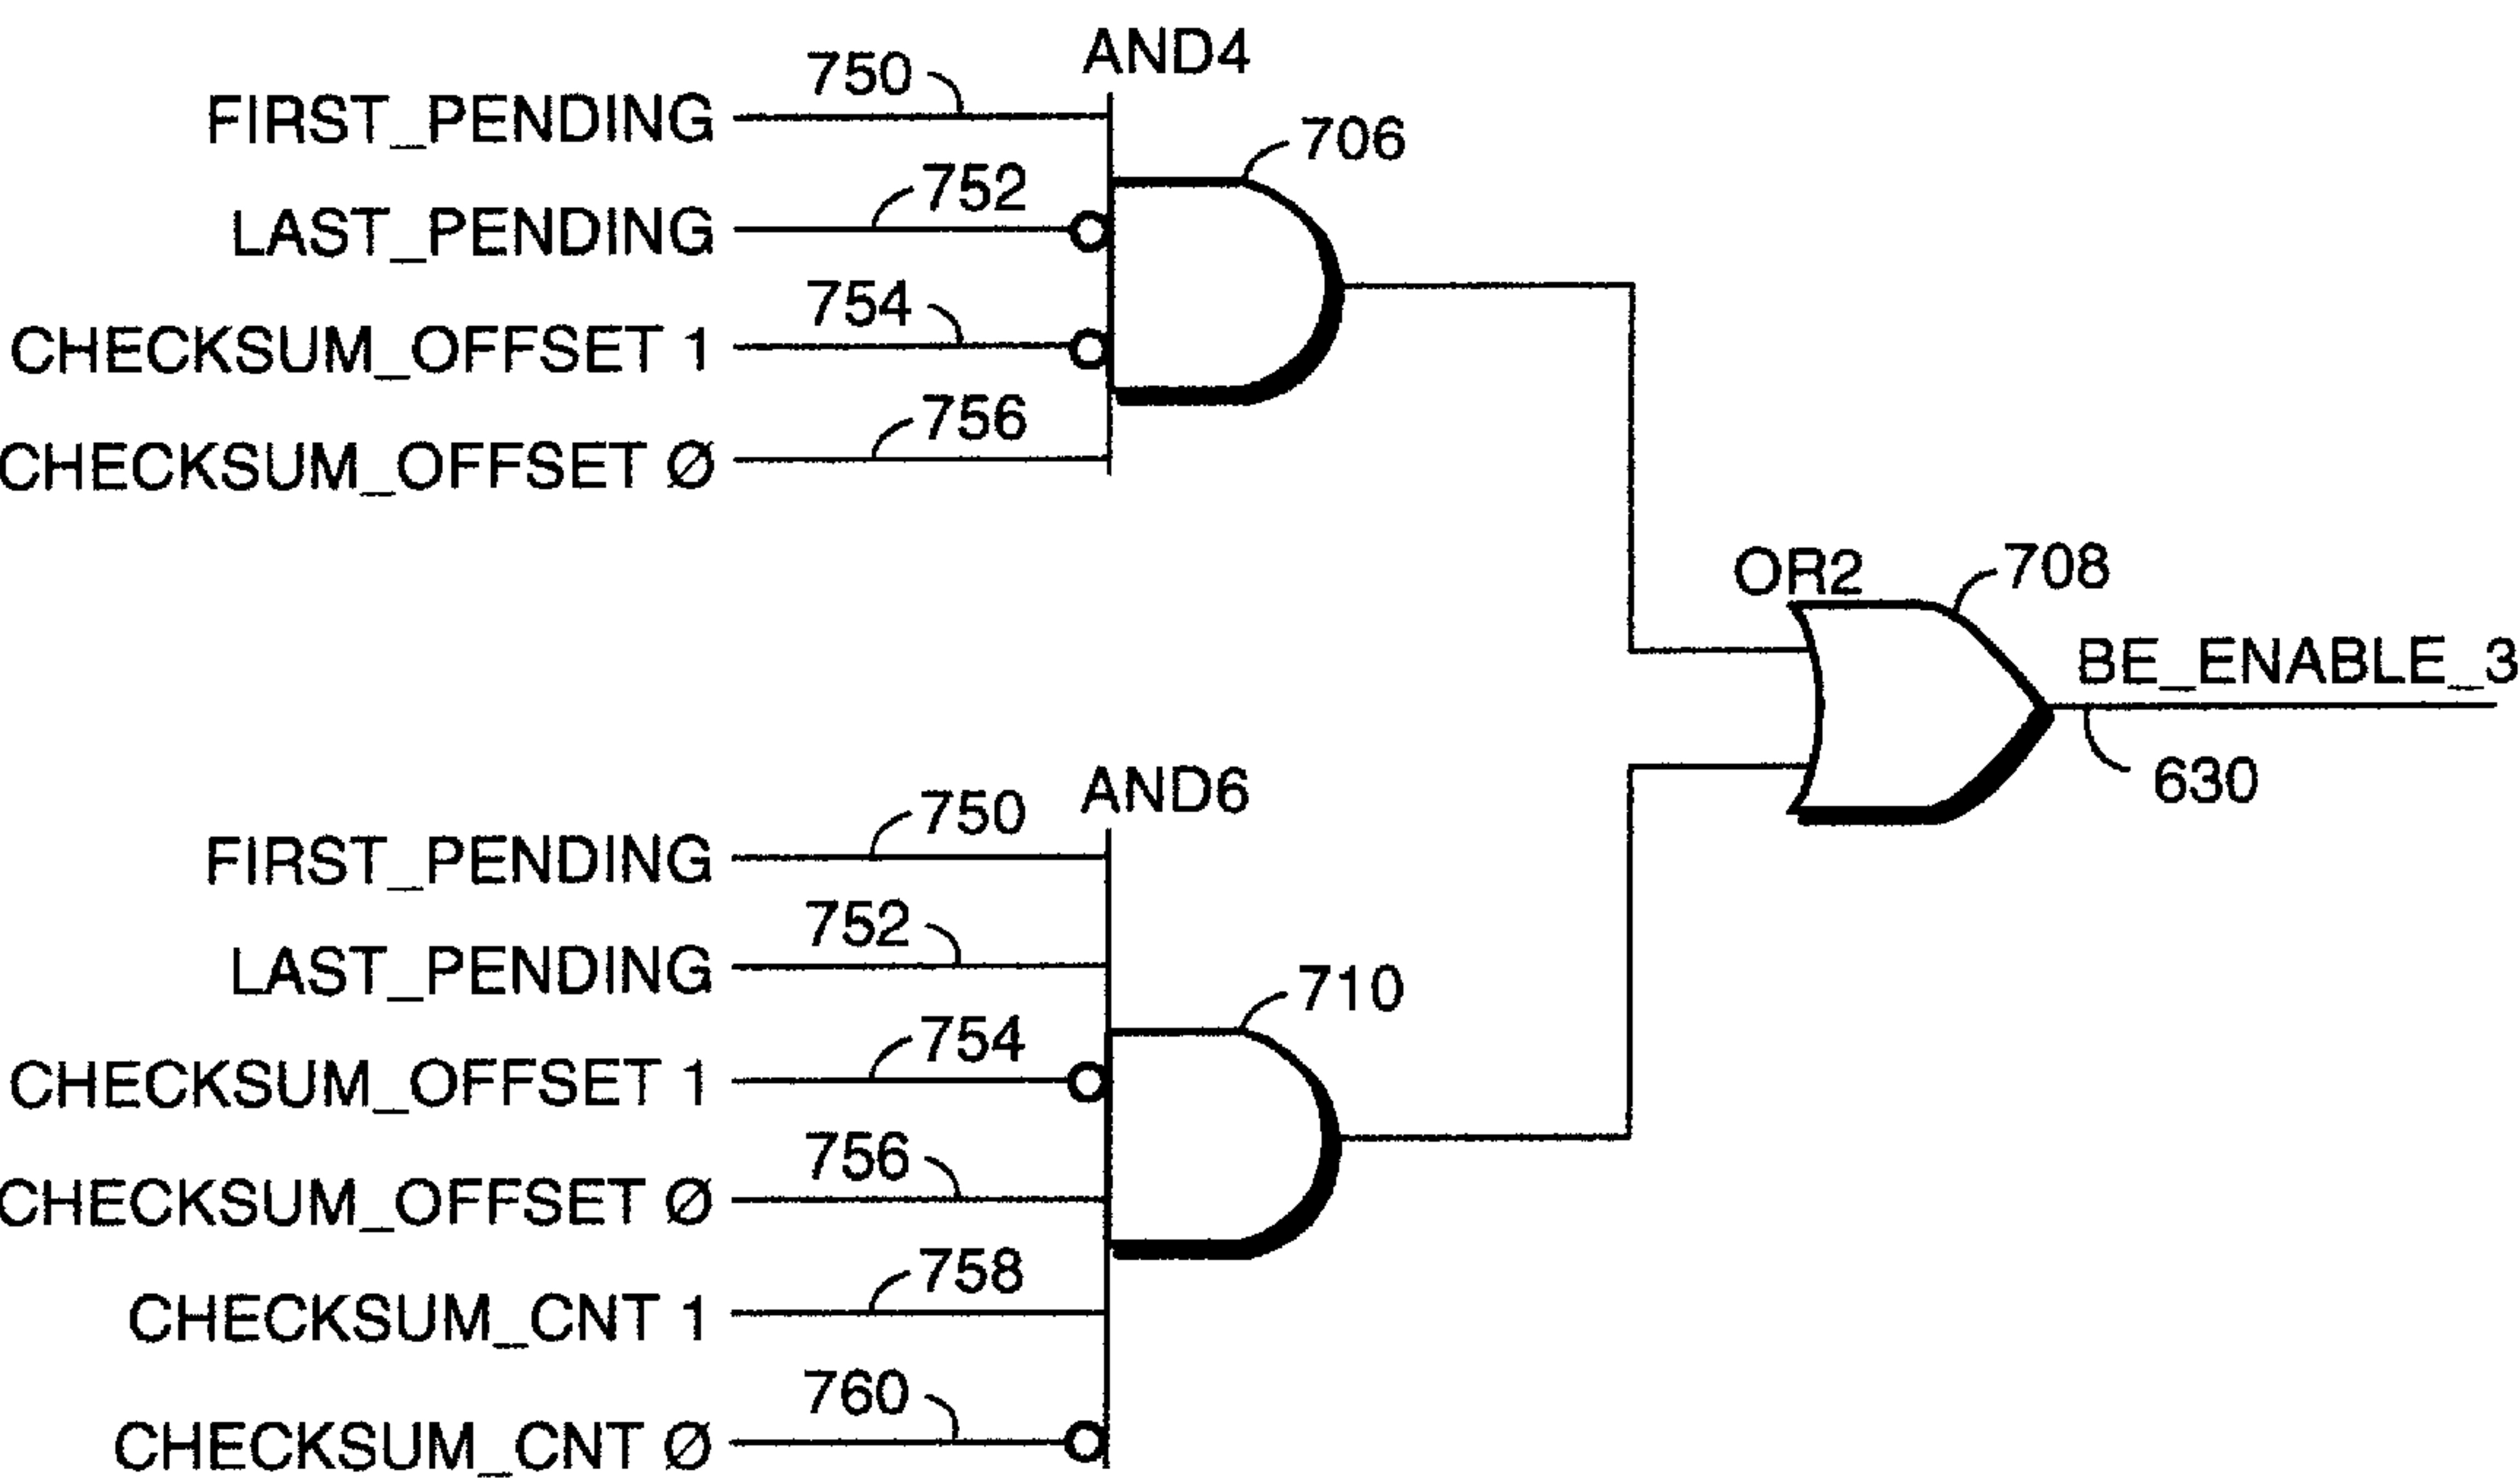 AND4
750
FIRST_PENDING
706
752
LAST_PENDING
754
CHECKSUM_OFFSET 1
756
CHECKSUM_OFFSET Ø
OR2
708
BE_ENABLE_3
630
AND6
750
FIRST_PENDING
752
LAST_PENDING
710
754
CHECKSUM_OFFSET 1
756
CHECKSUM_OFFSET Ø
758
CHECKSUM_CNT 1
760
CHECKSUM_CNT Ø